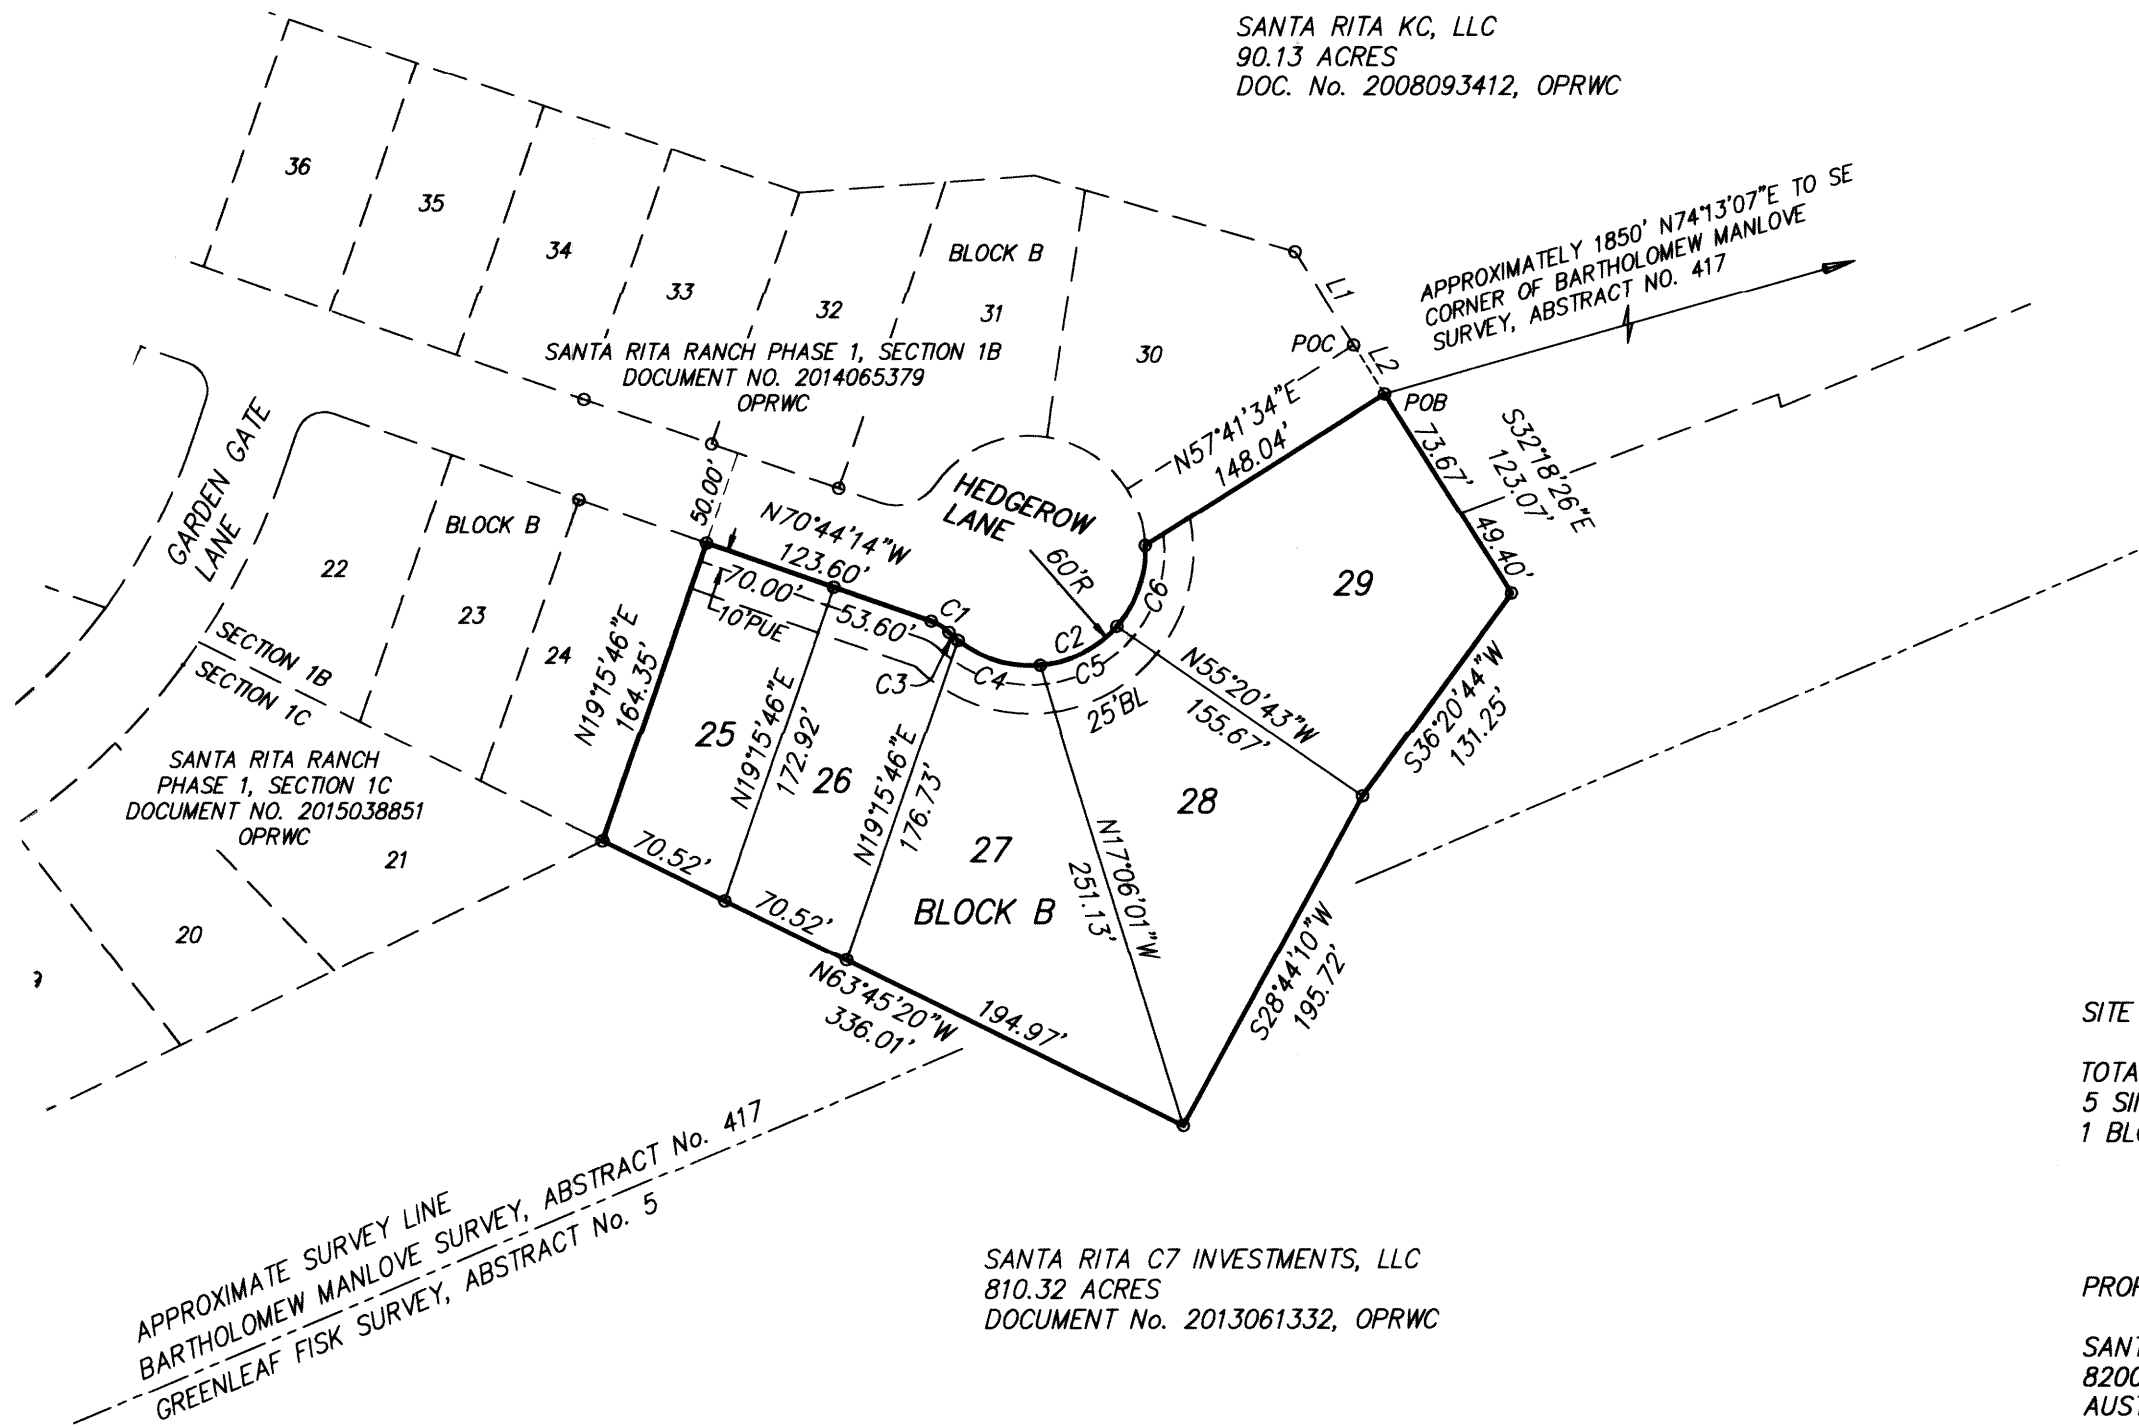 SANTA RITA KC, LLC
90.13 ACRES
DOC. No. 2008093412, OPRWC
36
35
34
33
32
BLOCK B
31
30
L1
POC
L2
POB
APPROXIMATELY 1850' N74°13'07"E TO SE
CORNER OF BARTHOLOMEW MANLOVE
SURVEY, ABSTRACT NO. 417
SANTA RITA RANCH PHASE 1, SECTION 1B
DOCUMENT NO. 2014065379
OPRWC
GARDEN GATE
LANE
22
BLOCK B
23
24
SECTION 1B
SECTION 1C
50.00'
N70°44'14"W
123.60'
70.00'
53.60'
10'PUE
HEDGEROW
LANE
60'R
N57°41'34"E
148.04'
73.67'
49.40'
S32°18'26"E
123.07'
C1
C2
C3
C4
C5
C6
25'BL
29
N55°20'43"W
155.67'
S36°20'44"W
131.25'
N19°15'46"E
164.35'
25
N19°15'46"E
172.92'
26
N19°15'46"E
176.73'
27
BLOCK B
28
N17°06'01"W
251.13'
S28°44'10"W
195.72'
70.52'
70.52'
194.97'
N63°45'20"W
336.01'
SANTA RITA RANCH
PHASE 1, SECTION 1C
DOCUMENT NO. 2015038851
OPRWC
21
20
APPROXIMATE SURVEY LINE
BARTHOLOMEW MANLOVE SURVEY, ABSTRACT No. 417
GREENLEAF FISK SURVEY, ABSTRACT No. 5
SANTA RITA C7 INVESTMENTS, LLC
810.32 ACRES
DOCUMENT No. 2013061332, OPRWC
SITE
TOTA
5 SI
1 BL
PROP
SANT
8200
AUST